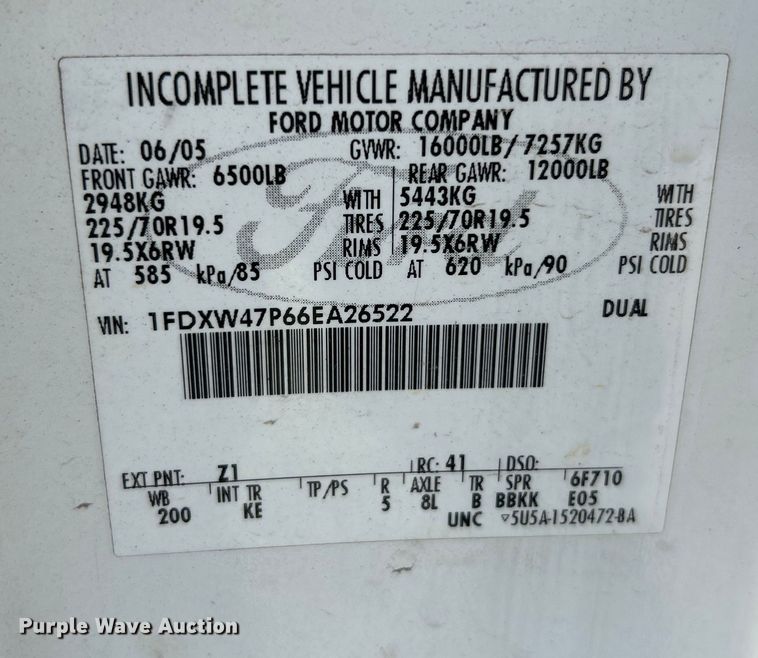 INCOMPLETE VEHICLE MANUFACTURED BY
FORD MOTOR COMPANY
DATE: 06/05 GVWR: 16000LB/7257KG
FRONT GAWR: 6500LB REAR GAWR: 12000LB
2948KG WITH 5443KG WITH
225/70R19.5 TIRES 225/70R19.5 TIRES
19.5X6RW RIMS 19.5X6RW RIMS
AT 585 kPa/85 PSI COLD AT 620 kPa/90 PSI COLD
VIN: 1FDXW47P66EA26522 DUAL
EXT PNT: Z1 RC: 41 DSO:
WB INT TR TP/PS R AXLE TR SPR 6F710
200 KE 5 8L B BBKK E05
UNC ▽5U5A-1520472-BA
Ford
Purple Wave Auction